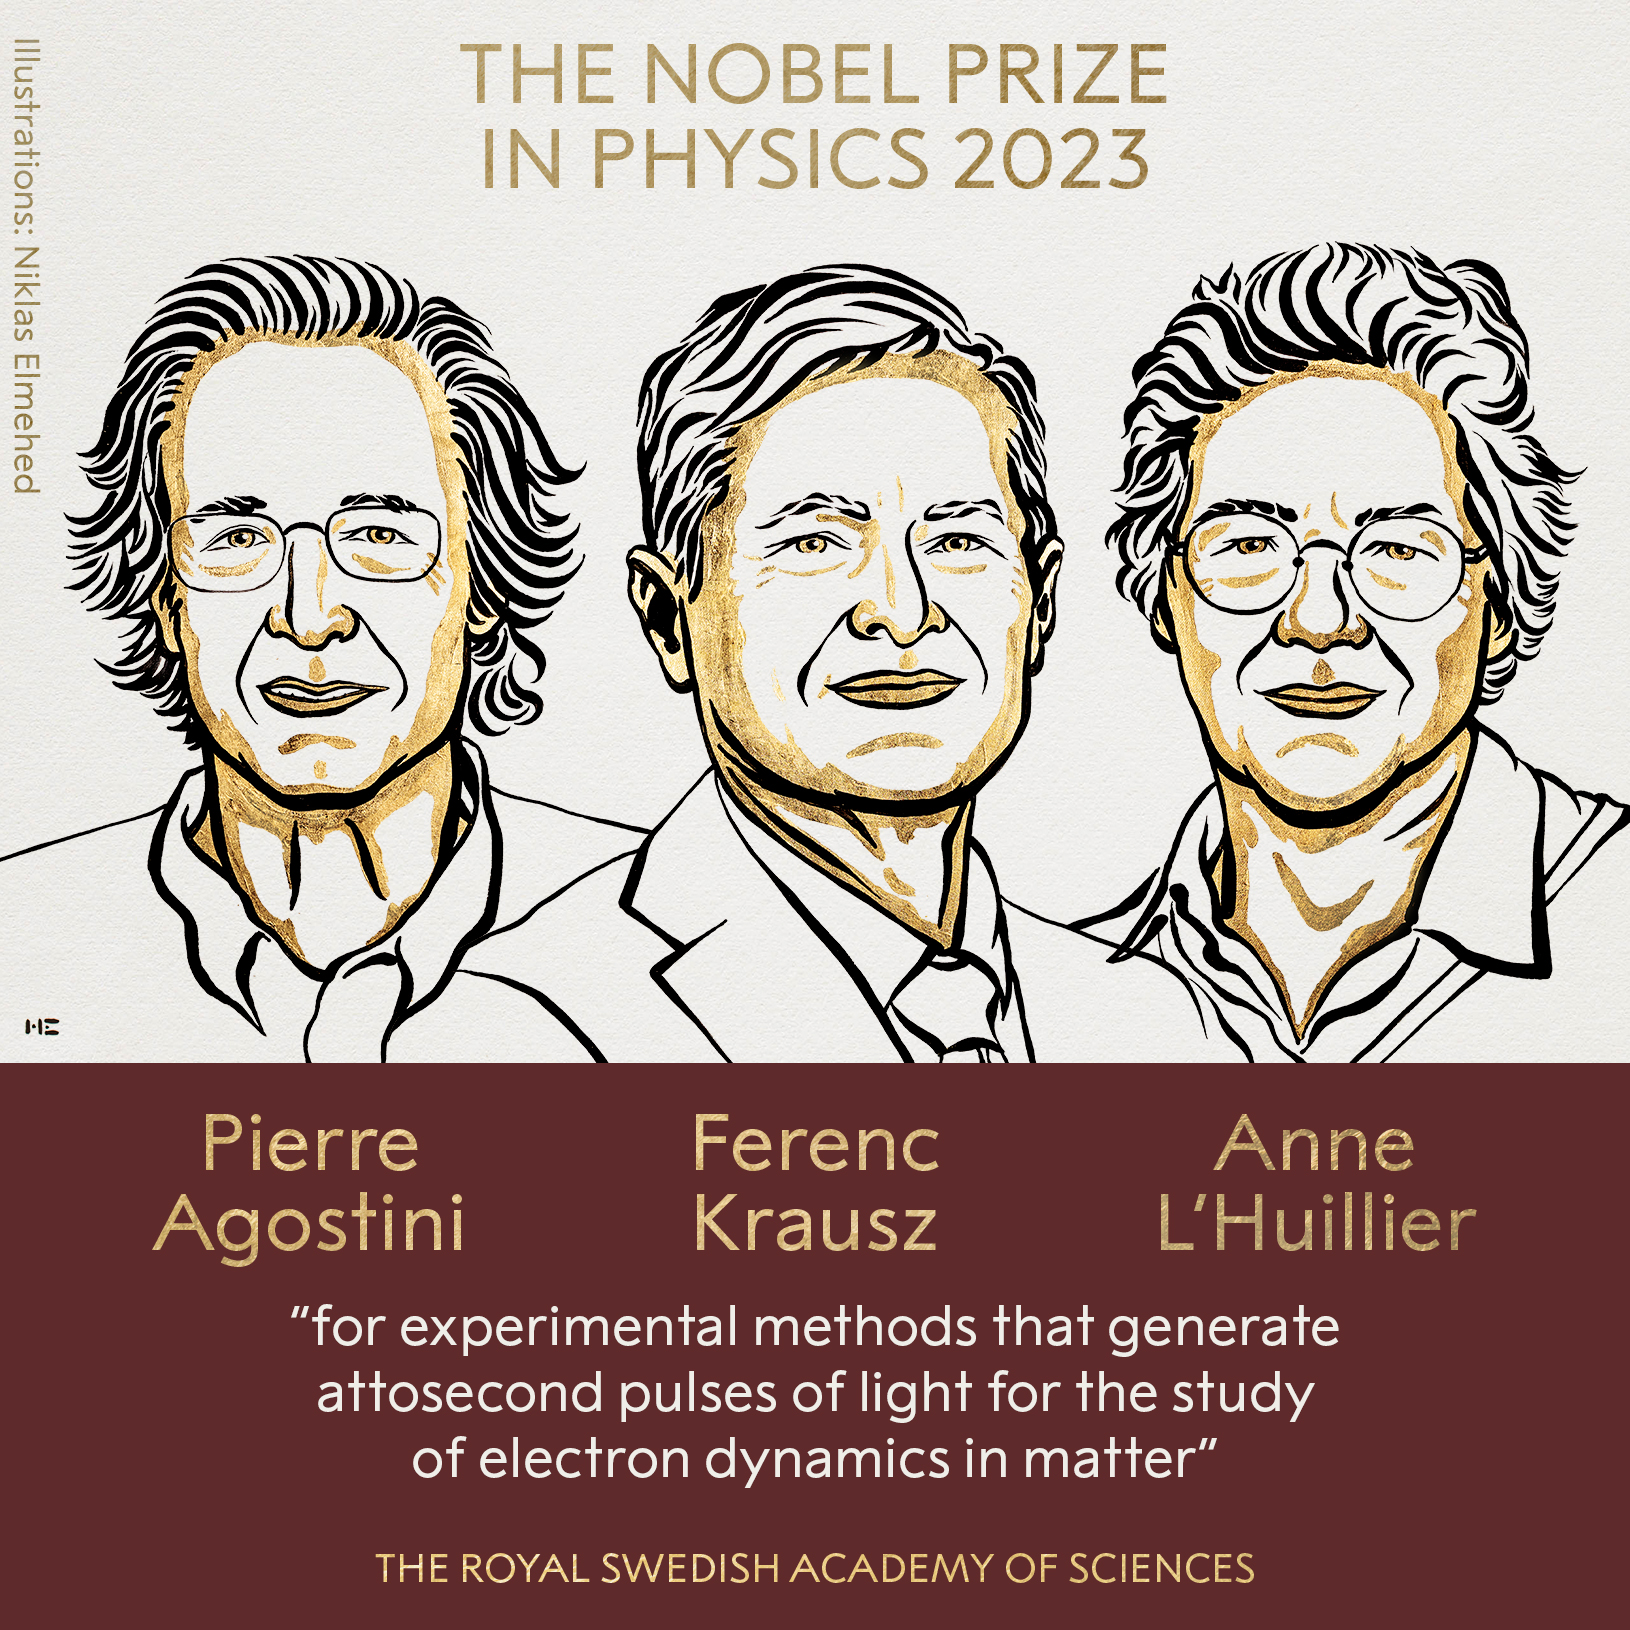 THE NOBEL PRIZE
IN PHYSICS 2023
Illustrations: Niklas Elmehed
Pierre
Agostini
Ferenc
Krausz
Anne
L’Huillier
”for experimental methods that generate
attosecond pulses of light for the study
of electron dynamics in matter”
THE ROYAL SWEDISH ACADEMY OF SCIENCES